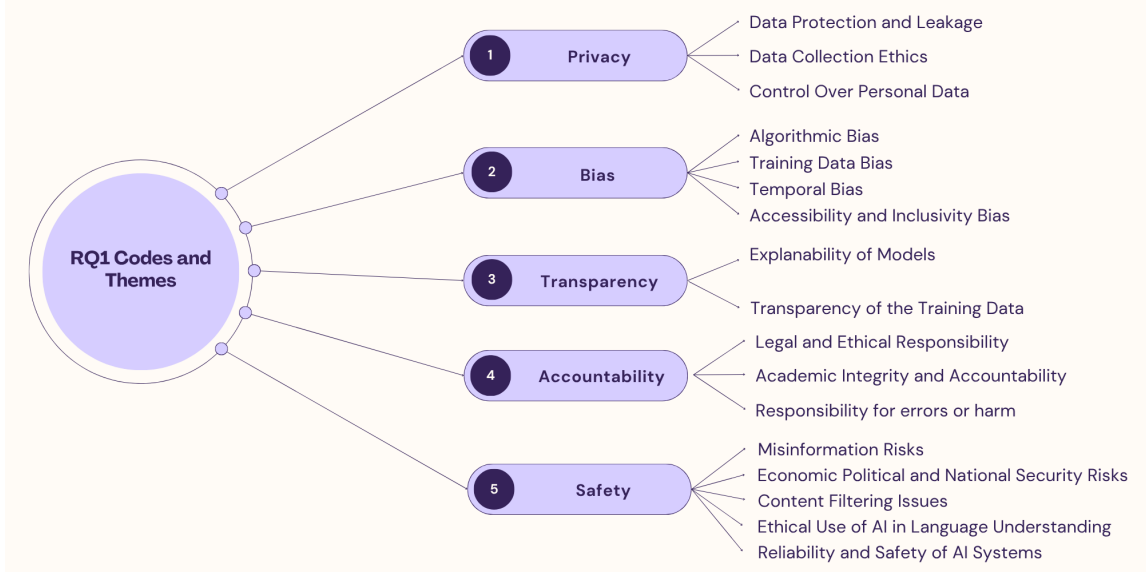 RQ1 Codes and
Themes
1
Privacy
Data Protection and Leakage
Data Collection Ethics
Control Over Personal Data
2
Bias
Algorithmic Bias
Training Data Bias
Temporal Bias
Accessibility and Inclusivity Bias
3
Transparency
Explanability of Models
Transparency of the Training Data
4
Accountability
Legal and Ethical Responsibility
Academic Integrity and Accountability
Responsibility for errors or harm
5
Safety
Misinformation Risks
Economic Political and National Security Risks
Content Filtering Issues
Ethical Use of AI in Language Understanding
Reliability and Safety of AI Systems